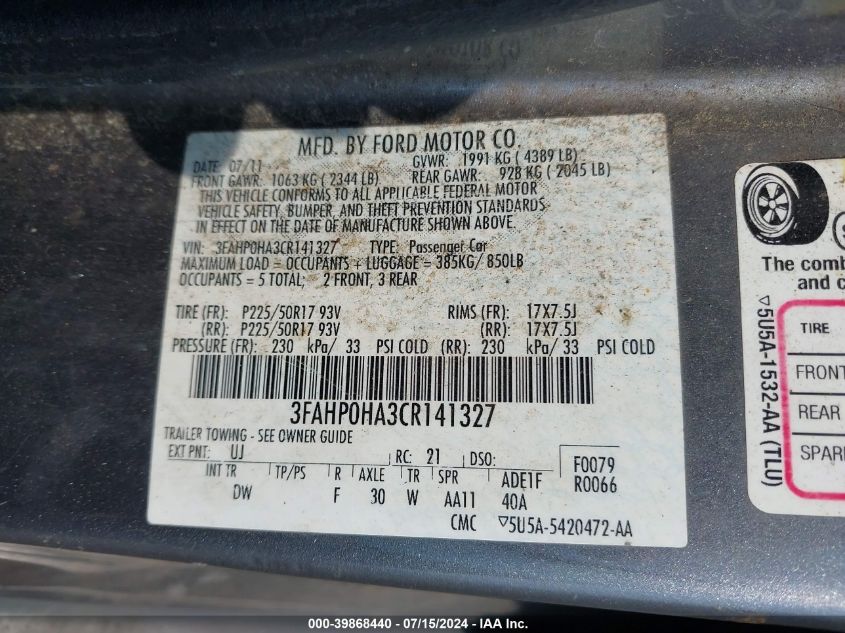 MFD. BY FORD MOTOR CO.
DATE: 07/11 GVWR: 1991 KG ( 4389 LB)
FRONT GAWR: 1063 KG ( 2344 LB) REAR GAWR: 928 KG ( 2045 LB)
THIS VEHICLE CONFORMS TO ALL APPLICABLE FEDERAL MOTOR
VEHICLE SAFETY, BUMPER, AND THEFT PREVENTION STANDARDS
IN EFFECT ON THE DATE OF MANUFACTURE SHOWN ABOVE.
VIN: 3FAHP0HA3CR141327 TYPE: Passenger Car
MAXIMUM LOAD = OCCUPANTS + LUGGAGE = 385KG/ 850LB
OCCUPANTS = 5 TOTAL; 2 FRONT, 3 REAR
TIRE (FR): P225/50R17 93V RIMS (FR): 17X7.5J
(RR): P225/50R17 93V (RR): 17X7.5J
PRESSURE (FR): 230 kPa/ 33 PSI COLD (RR): 230 kPa/ 33 PSI COLD
3FAHP0HA3CR141327
TRAILER TOWING - SEE OWNER GUIDE
EXT PNT: UJ RC: 21 DSO: F0079
INT TR TP/PS R AXLE TR SPR ADE1F R0066
DW F 30 W AA11 40A
CMC ▽5U5A-5420472-AA
The comb
and c
▽5U5A-1532-AA (TLU)
TIRE
FRONT
REAR
SPAR
000-39868440 - 07/15/2024 - IAA Inc.